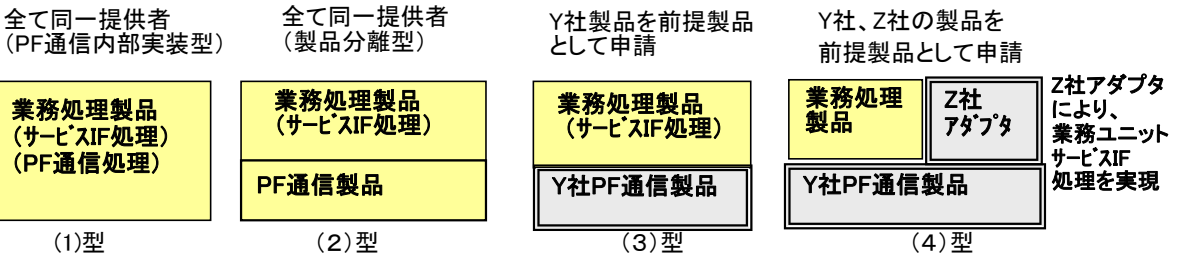 全て同一提供者
(PF通信内部実装型)
業務処理製品
(サービスIF処理)
(PF通信処理)
(1)型
全て同一提供者
(製品分離型)
業務処理製品
(サービスIF処理)
PF通信製品
(2)型
Y社製品を前提製品
として申請
業務処理製品
(サービスIF処理)
Y社PF通信製品
(3)型
Y社、Z社の製品を
前提製品として申請
業務処理
製品
Z社
アダプタ
Y社PF通信製品
Z社アダプタ
により、
業務ユニット
サービスIF
処理を実現
(4)型